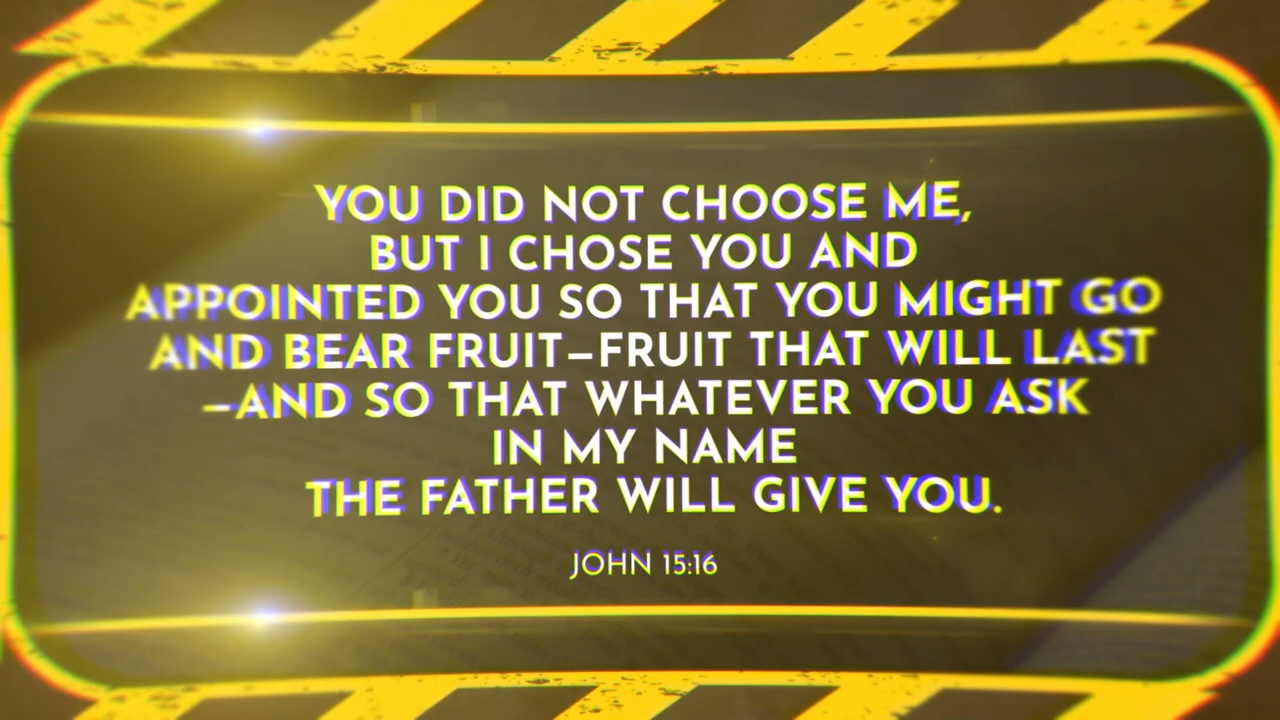 YOU DID NOT CHOOSE ME,
BUT I CHOSE YOU AND
APPOINTED YOU SO THAT YOU MIGHT GO
AND BEAR FRUIT–FRUIT THAT WILL LAST
–AND SO THAT WHATEVER YOU ASK
IN MY NAME
THE FATHER WILL GIVE YOU.
JOHN 15:16